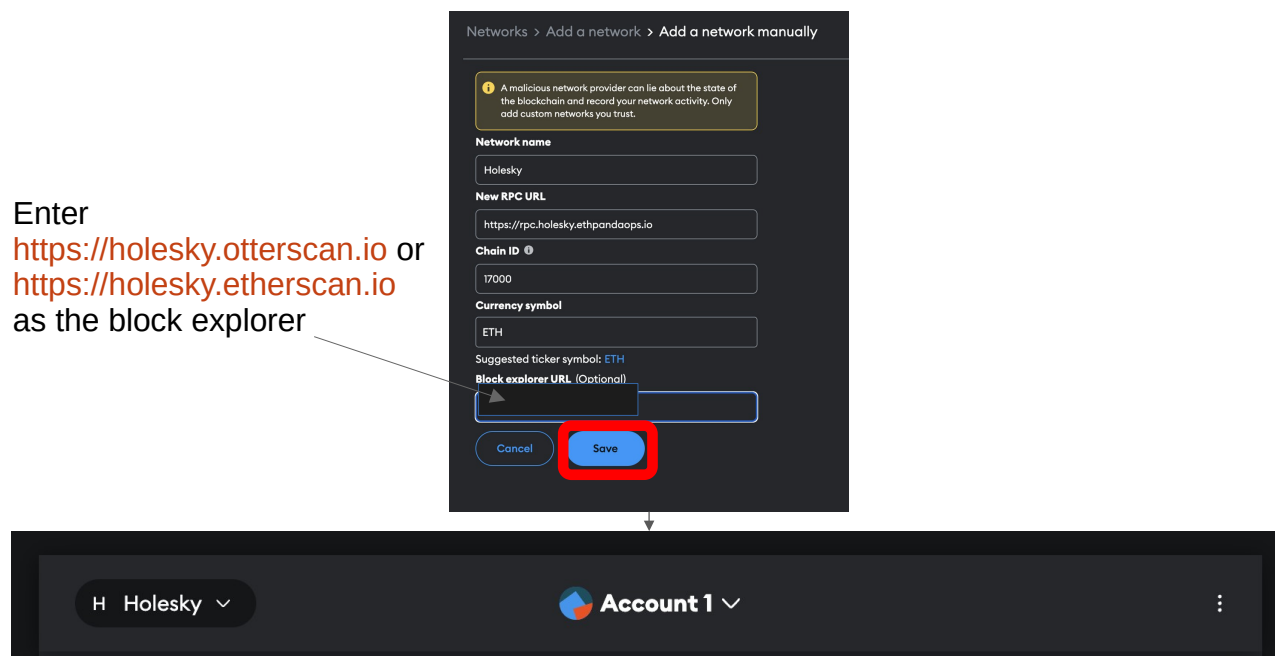 Networks > Add a network > Add a network manually
A malicious network provider can lie about the state of
the blockchain and record your network activity. Only
add custom networks you trust.
Network name
Holesky
New RPC URL
https://rpc.holesky.ethpandaops.io
Chain ID
17000
Currency symbol
ETH
Suggested ticker symbol: ETH
Block explorer URL (Optional)
Cancel
Save
Enter
https://holesky.otterscan.io or
https://holesky.etherscan.io
as the block explorer
H Holesky
Account 1